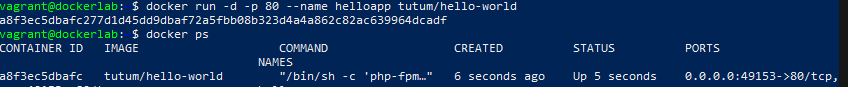 vagrant@dockerlab: $ docker run -d -p 80 --name helloapp tutum/hello-world
a8f3ec5dbafc277d1d45dd9dbaf72a5fbb08b323d4a4a862c82ac639964dcadf
vagrant@dockerlab: $ docker ps
CONTAINER ID IMAGE COMMAND CREATED STATUS PORTS
NAMES
a8f3ec5dbafc tutum/hello-world "/bin/sh -c 'php-fpm…" 6 seconds ago Up 5 seconds 0.0.0.0:49153->80/tcp,